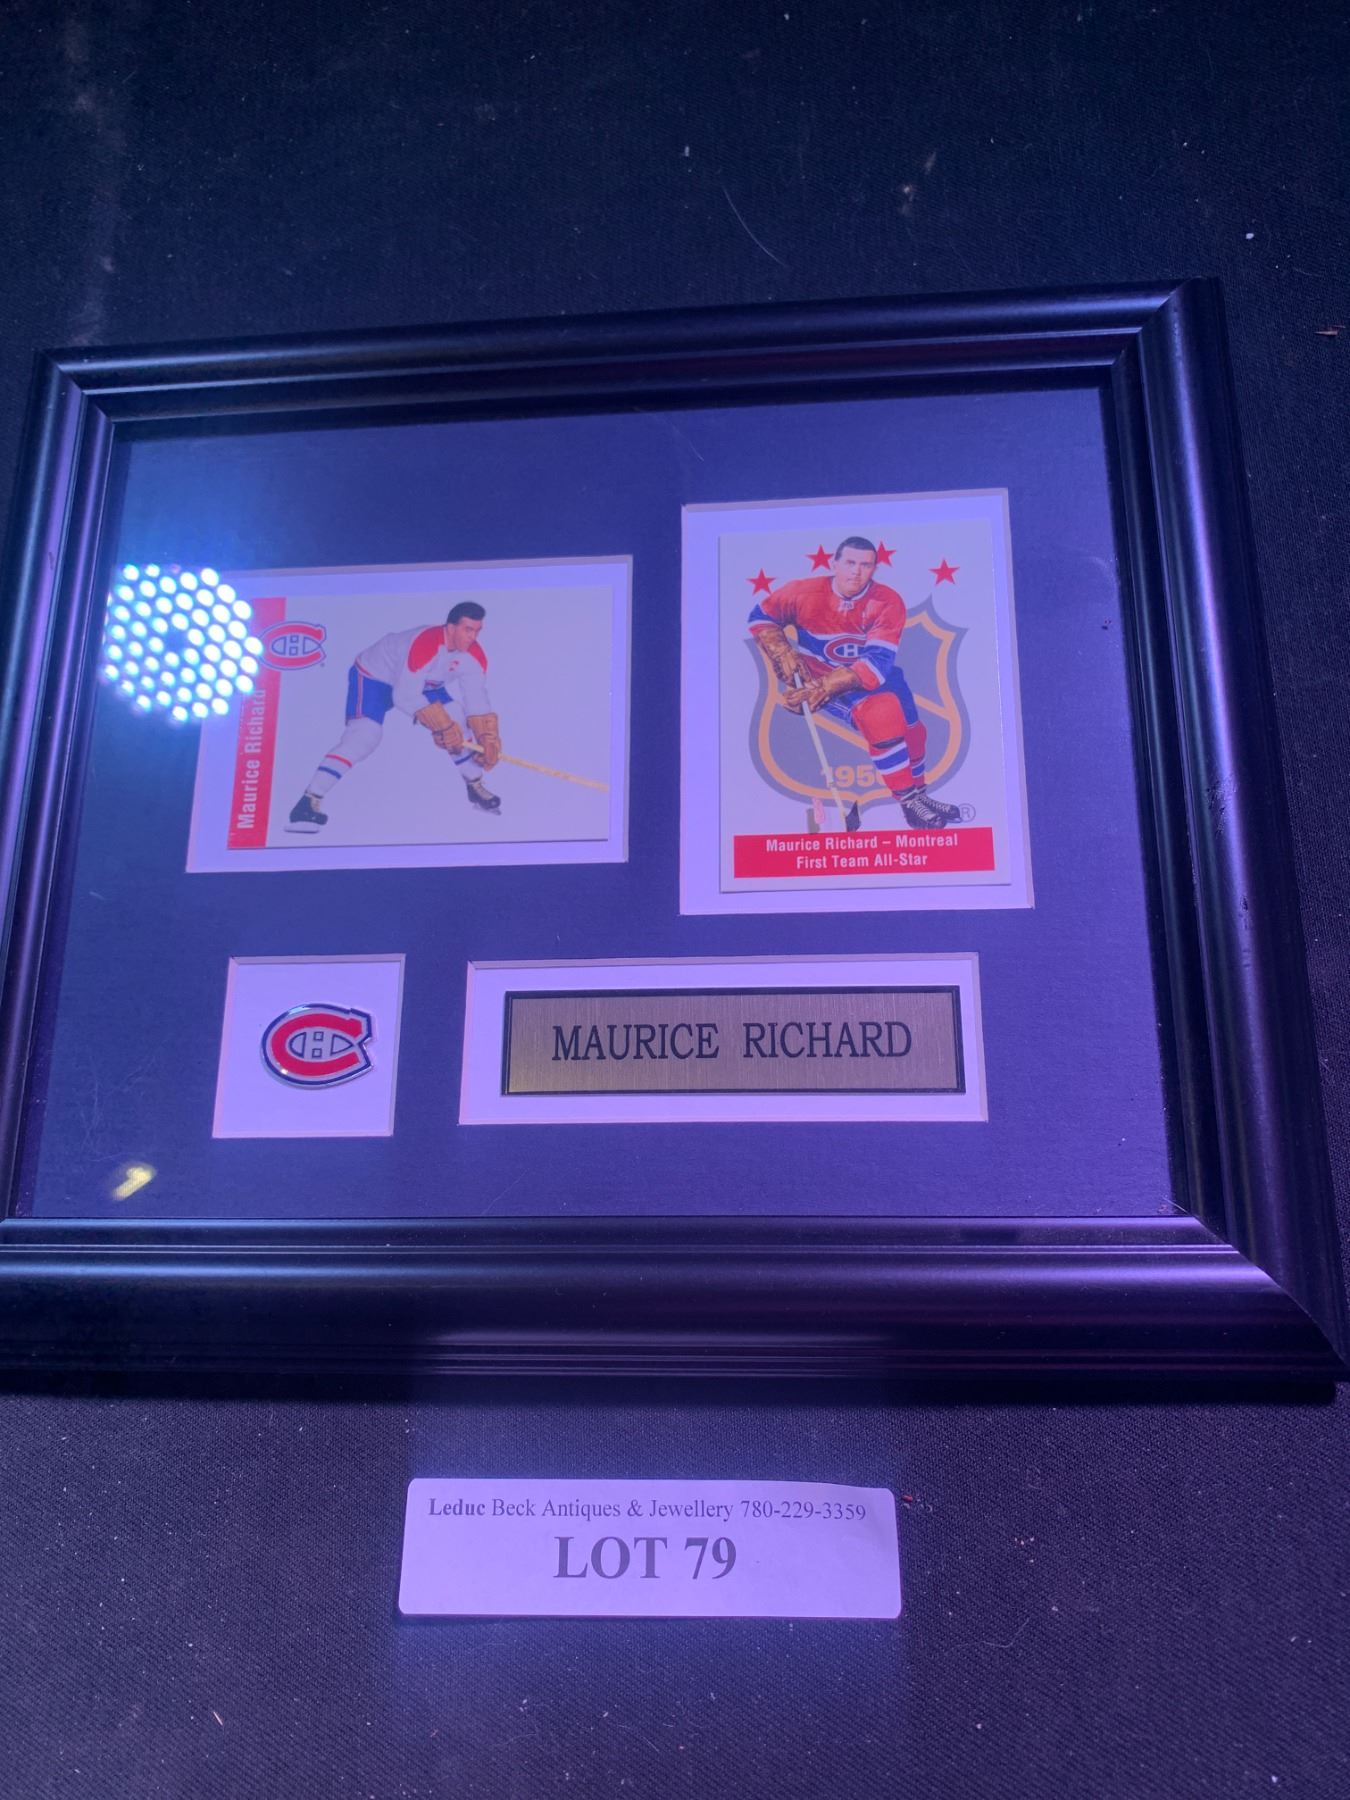 Maurice Richard
1956
Maurice Richard – Montreal
First Team All-Star
MAURICE RICHARD
Leduc Beck Antiques & Jewellery 780-229-3359
LOT 79